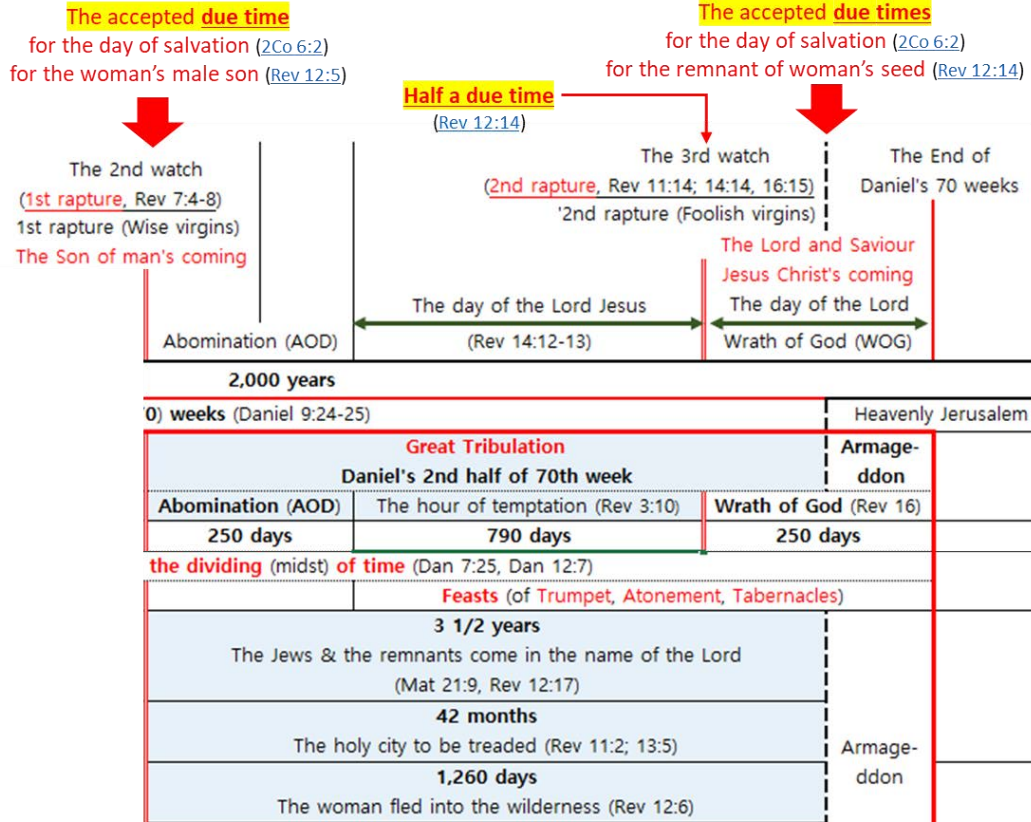 The accepted due time
for the day of salvation (2Co 6:2)
for the woman's male son (Rev 12:5)
The accepted due times
for the day of salvation (2Co 6:2)
for the remnant of woman's seed (Rev 12:14)
Half a due time
(Rev 12:14)
The 2nd watch
(1st rapture, Rev 7:4-8)
1st rapture (Wise virgins)
The Son of man's coming
The 3rd watch
(2nd rapture, Rev 11:14; 14:14, 16:15)
'2nd rapture (Foolish virgins)
The End of
Daniel's 70 weeks
The Lord and Saviour
Jesus Christ's coming
The day of the Lord Jesus
The day of the Lord
Abomination (AOD)
(Rev 14:12-13)
Wrath of God (WOG)
2,000 years
0) weeks (Daniel 9:24-25)
Heavenly Jerusalem
Great Tribulation
Daniel's 2nd half of 70th week
Armage-
ddon
Abomination (AOD)
The hour of temptation (Rev 3:10)
Wrath of God (Rev 16)
250 days
790 days
250 days
the dividing (midst) of time (Dan 7:25, Dan 12:7)
Feasts (of Trumpet, Atonement, Tabernacles)
3 1/2 years
The Jews & the remnants come in the name of the Lord
(Mat 21:9, Rev 12:17)
42 months
The holy city to be treaded (Rev 11:2; 13:5)
Armage-
ddon
1,260 days
The woman fled into the wilderness (Rev 12:6)